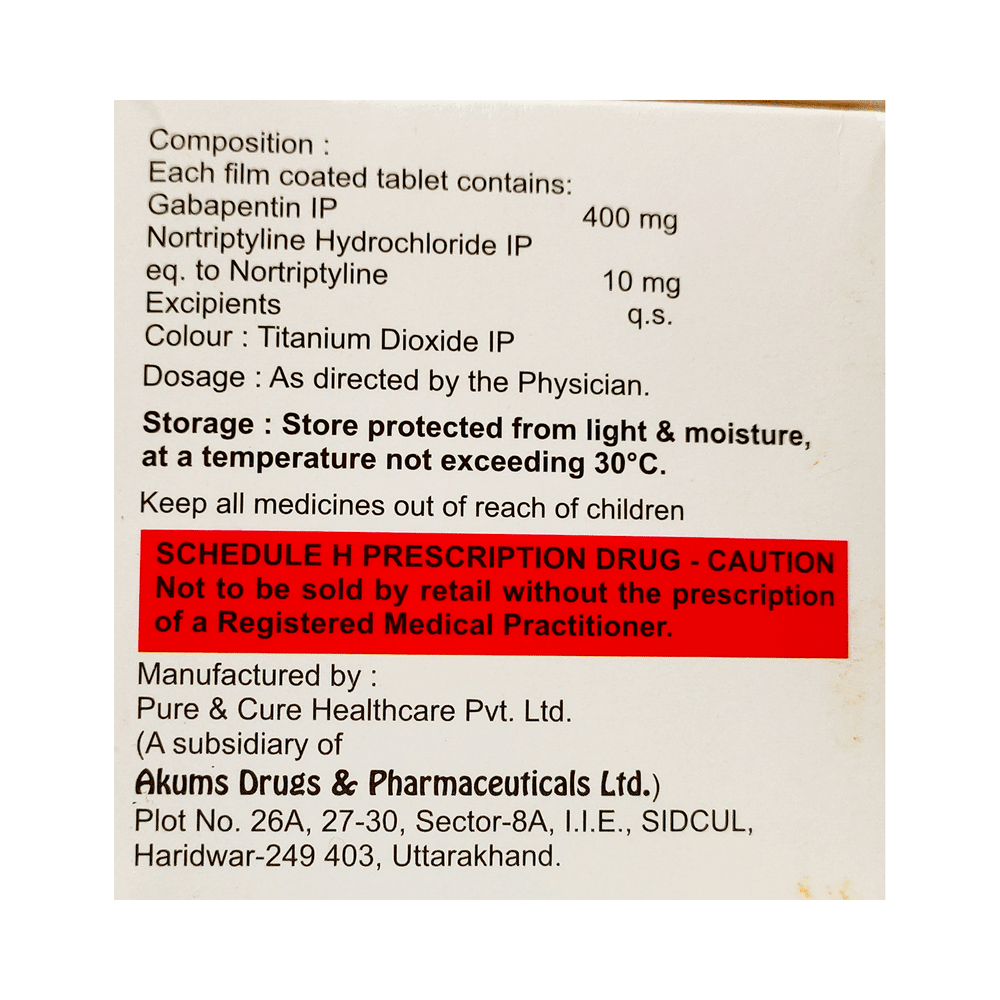 Composition :
Each film coated tablet contains:
Gabapentin IP 400 mg
Nortriptyline Hydrochloride IP
eq. to Nortriptyline 10 mg
Excipients q.s.
Colour : Titanium Dioxide IP
Dosage : As directed by the Physician.
Storage : Store protected from light & moisture,
at a temperature not exceeding 30°C.
Keep all medicines out of reach of children
SCHEDULE H PRESCRIPTION DRUG - CAUTION
Not to be sold by retail without the prescription
of a Registered Medical Practitioner.
Manufactured by :
Pure & Cure Healthcare Pvt. Ltd.
(A subsidiary of
Akums Drugs & Pharmaceuticals Ltd.)
Plot No. 26A, 27-30, Sector-8A, I.I.E., SIDCUL,
Haridwar-249 403, Uttarakhand.